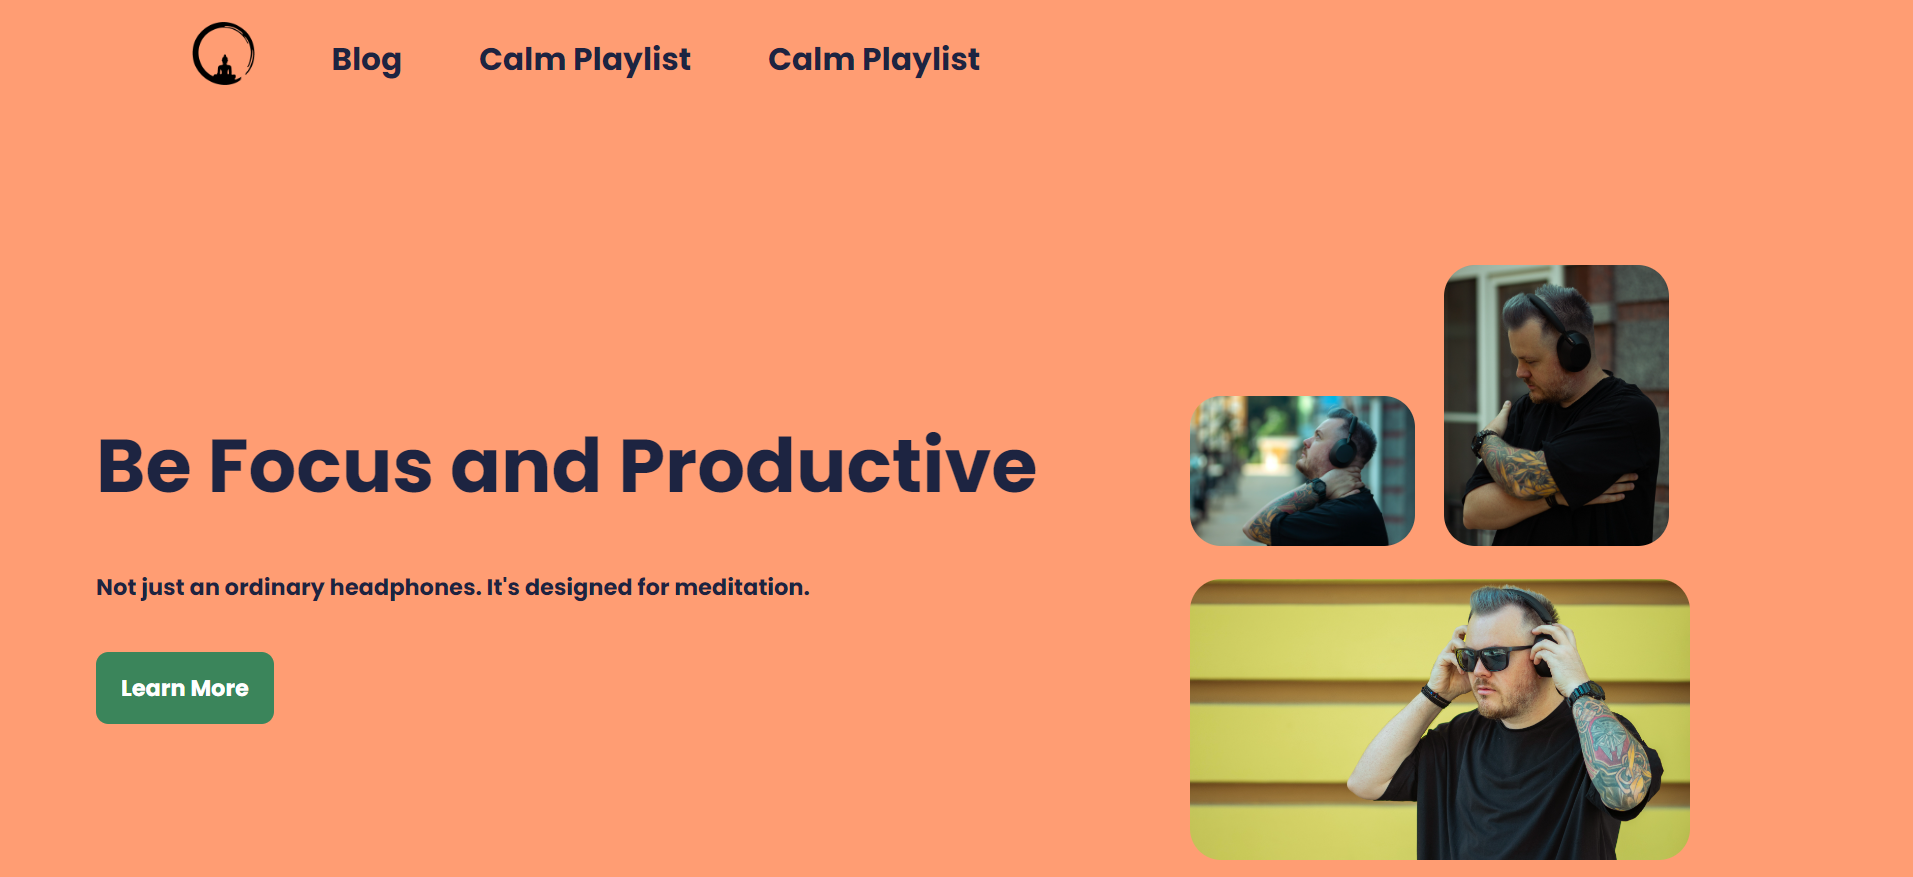 Blog Calm Playlist Calm Playlist
Be Focus and Productive
Not just an ordinary headphones. It's designed for meditation.
Learn More